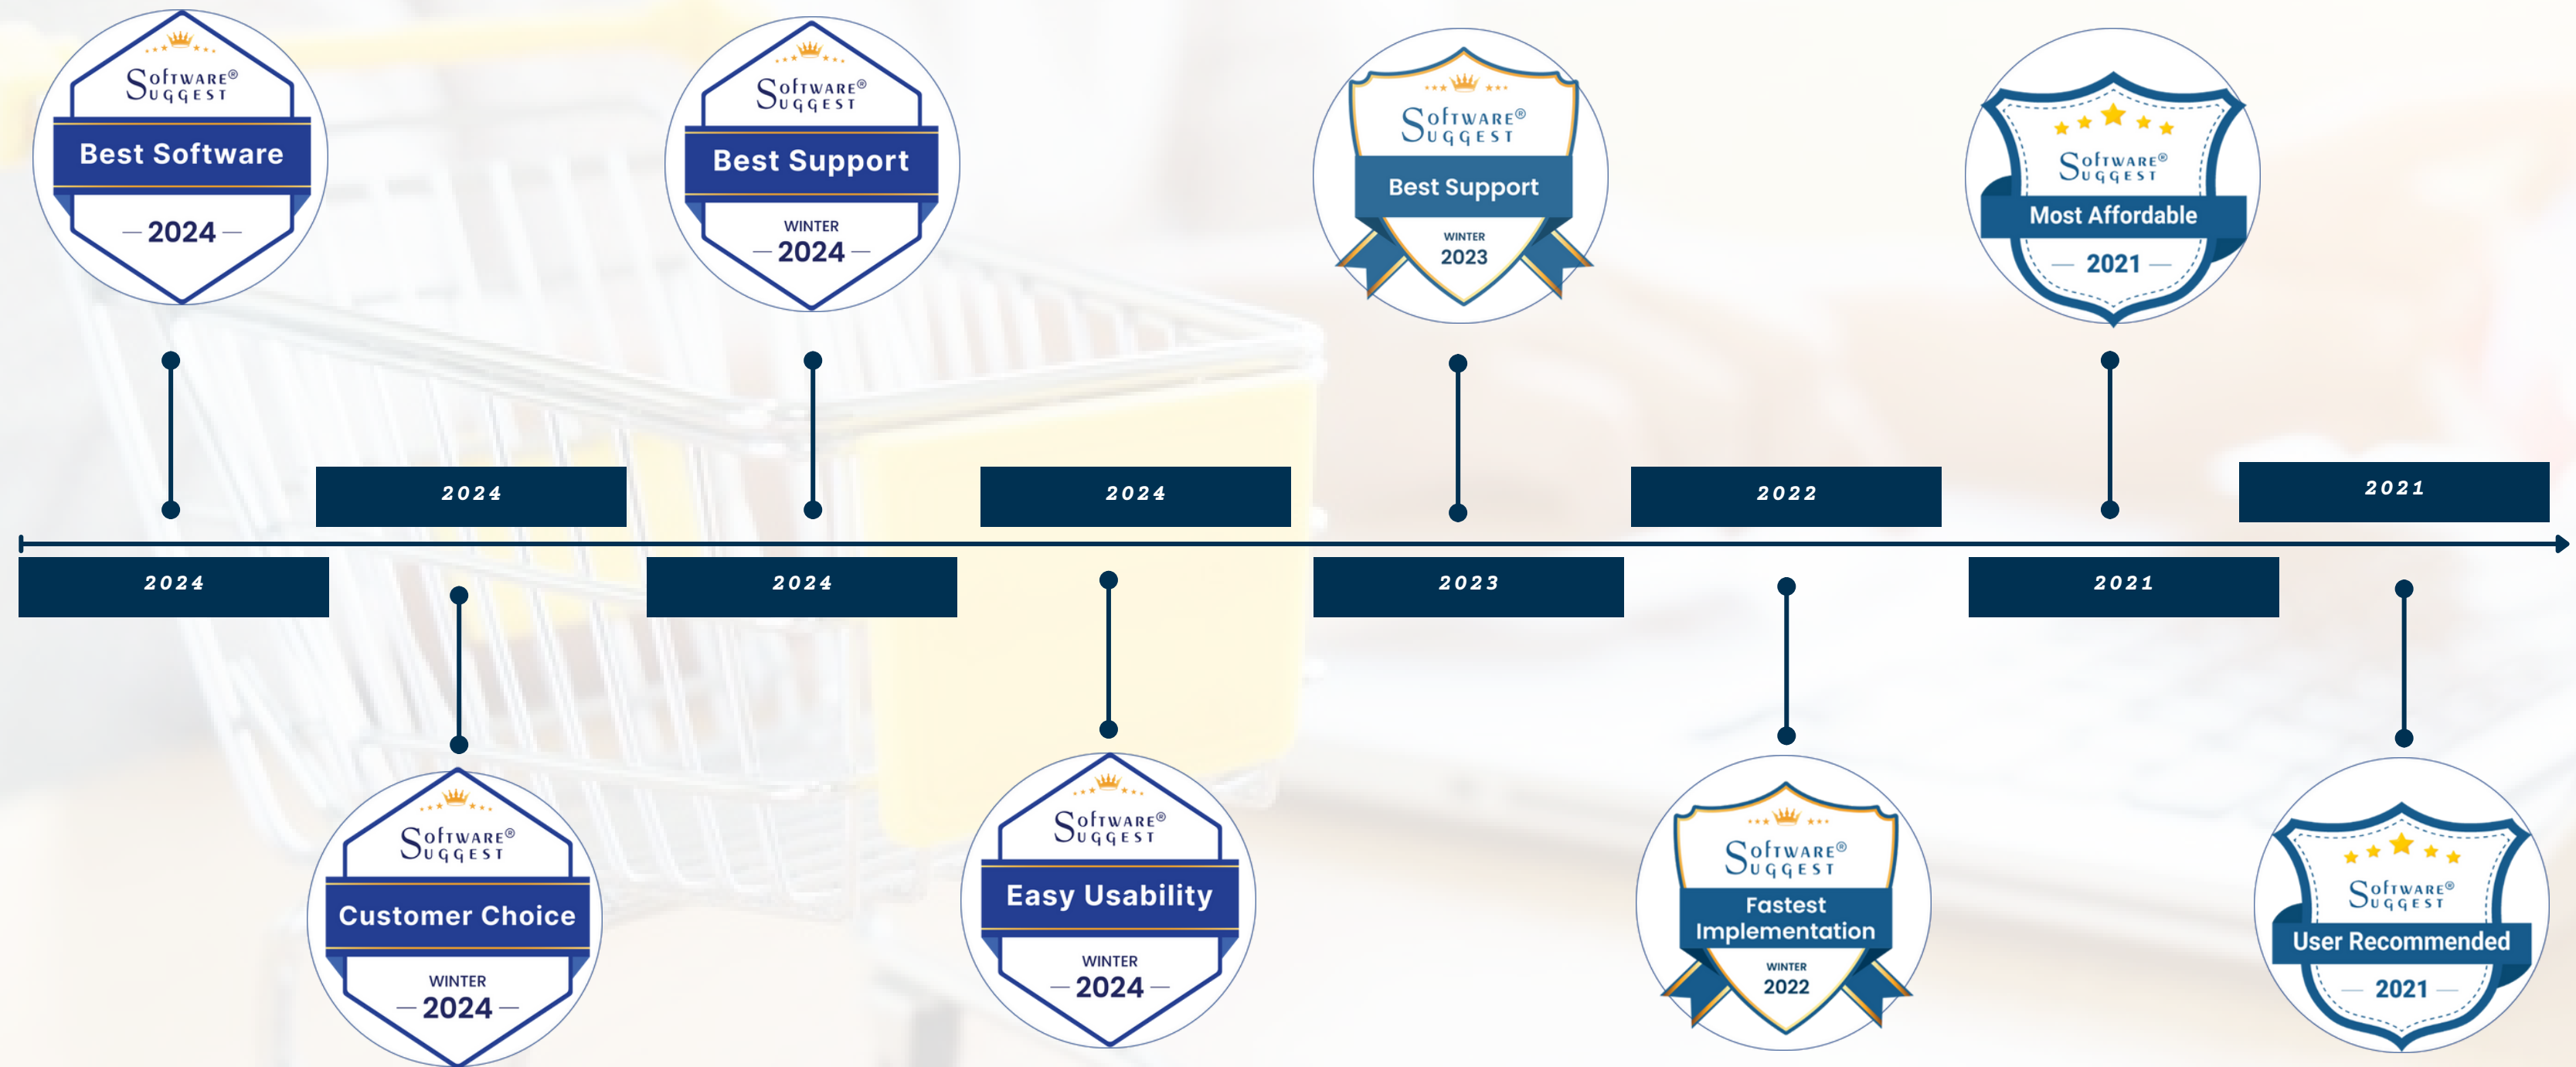 SOFTWARE®
SUGGEST
Best Software
2024
SOFTWARE®
SUGGEST
Best Support
WINTER
2024
SOFTWARE®
SUGGEST
Best Support
WINTER
2023
SOFTWARE®
SUGGEST
Most Affordable
2021
2024
2024
2022
2021
2024
2024
2023
2021
SOFTWARE®
SUGGEST
Customer Choice
WINTER
2024
SOFTWARE®
SUGGEST
Easy Usability
WINTER
2024
SOFTWARE®
SUGGEST
Fastest
Implementation
WINTER
2022
SOFTWARE®
SUGGEST
User Recommended
2021